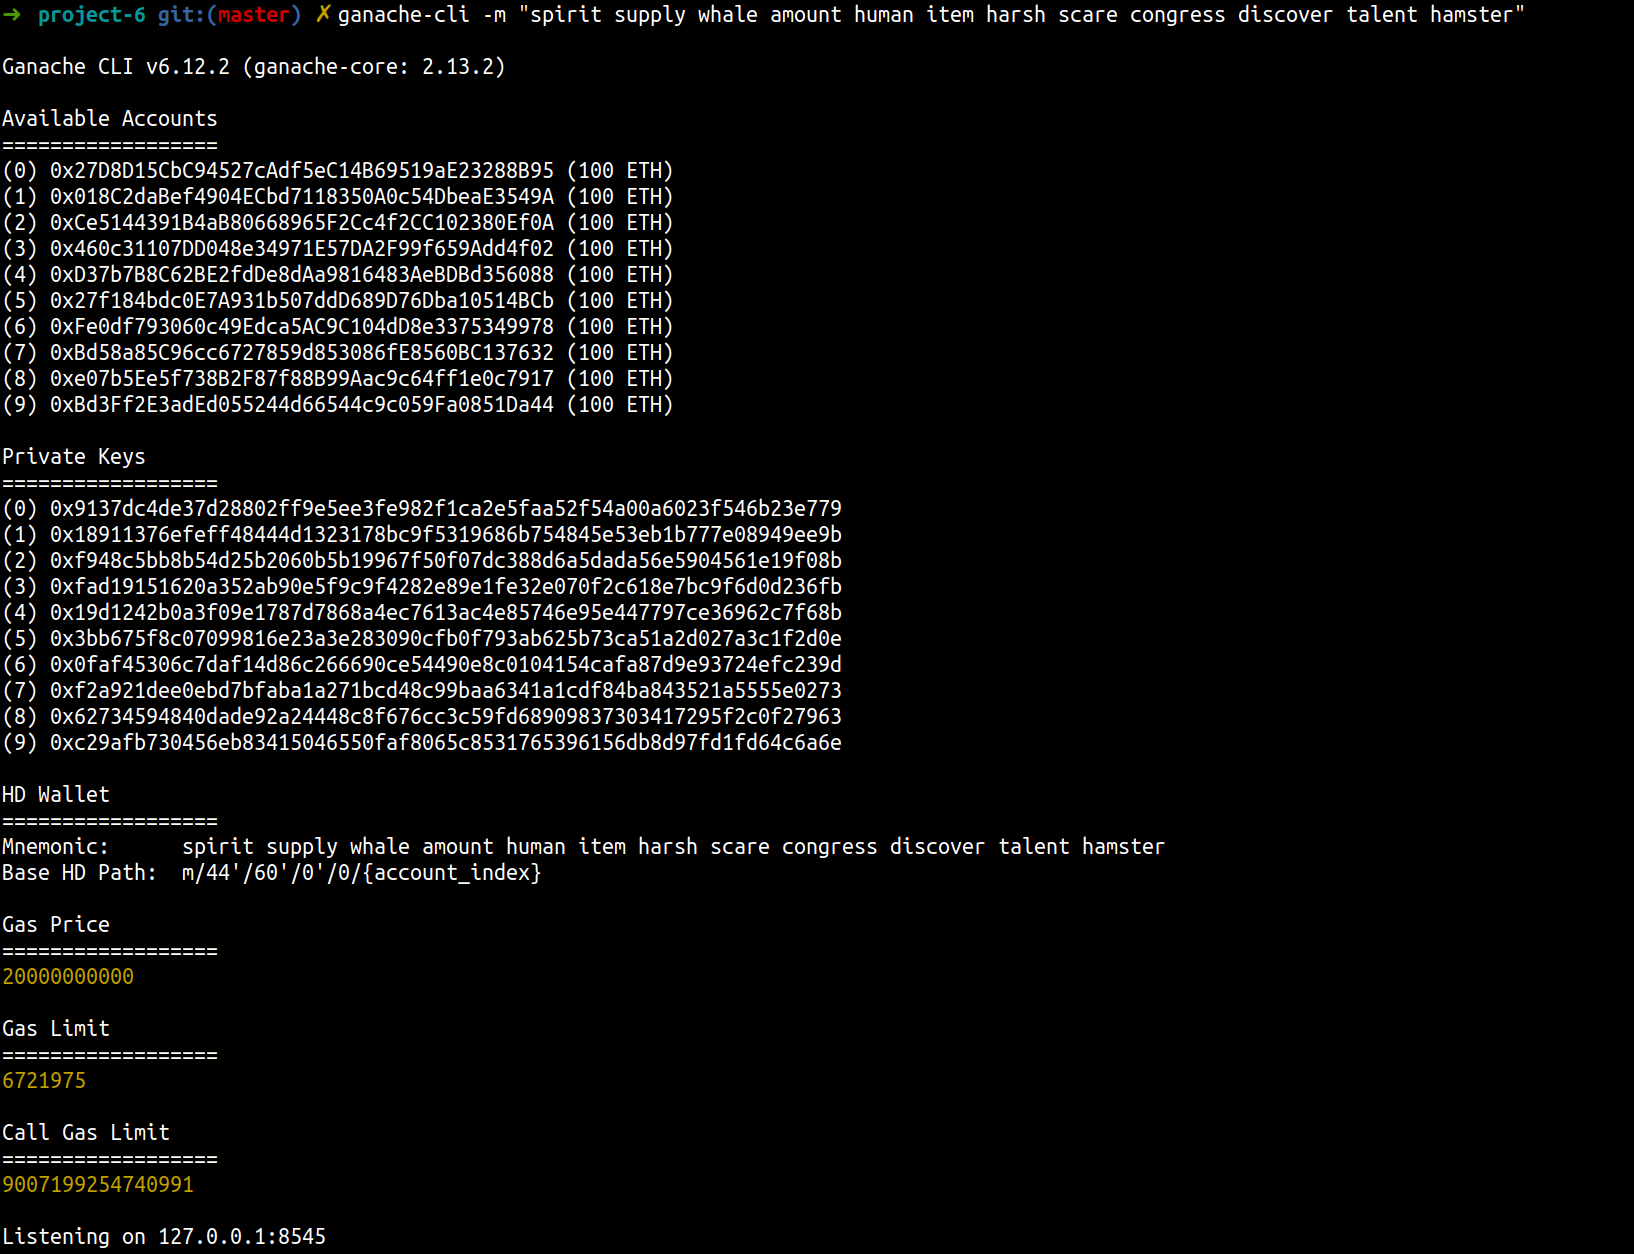 ➜ project-6 git:(master) ✗ ganache-cli -m "spirit supply whale amount human item harsh scare congress discover talent hamster"
Ganache CLI v6.12.2 (ganache-core: 2.13.2)
Available Accounts
==================
(0) 0x27D8D15CbC94527cAdf5eC14B69519aE23288B95 (100 ETH)
(1) 0x018C2daBef4904ECbd7118350A0c54DbeaE3549A (100 ETH)
(2) 0xCe5144391B4aB80668965F2Cc4f2CC102380Ef0A (100 ETH)
(3) 0x460c31107DD048e34971E57DA2F99f659Add4f02 (100 ETH)
(4) 0xD37b7B8C62BE2fdDe8dAa9816483AeBDBd356088 (100 ETH)
(5) 0x27f184bdc0E7A931b507ddD689D76Dba10514BCb (100 ETH)
(6) 0xFe0df793060c49Edca5AC9C104dD8e3375349978 (100 ETH)
(7) 0xBd58a85C96cc6727859d853086fE8560BC137632 (100 ETH)
(8) 0xe07b5Ee5f738B2F87f88B99Aac9c64ff1e0c7917 (100 ETH)
(9) 0xBd3Ff2E3adEd055244d66544c9c059Fa0851Da44 (100 ETH)
Private Keys
==================
(0) 0x9137dc4de37d28802ff9e5ee3fe982f1ca2e5faa52f54a00a6023f546b23e779
(1) 0x18911376efeff48444d1323178bc9f5319686b754845e53eb1b777e08949ee9b
(2) 0xf948c5bb8b54d25b2060b5b19967f50f07dc388d6a5dada56e5904561e19f08b
(3) 0xfad19151620a352ab90e5f9c9f4282e89e1fe32e070f2c618e7bc9f6d0d236fb
(4) 0x19d1242b0a3f09e1787d7868a4ec7613ac4e85746e95e447797ce36962c7f68b
(5) 0x3bb675f8c07099816e23a3e283090cfb0f793ab625b73ca51a2d027a3c1f2d0e
(6) 0x0faf45306c7daf14d86c266690ce54490e8c0104154cafa87d9e93724efc239d
(7) 0xf2a921dee0ebd7bfaba1a271bcd48c99baa6341a1cdf84ba843521a5555e0273
(8) 0x62734594840dade92a24448c8f676cc3c59fd68909837303417295f2c0f27963
(9) 0xc29afb730456eb83415046550faf8065c8531765396156db8d97fd1fd64c6a6e
HD Wallet
==================
Mnemonic:      spirit supply whale amount human item harsh scare congress discover talent hamster
Base HD Path:  m/44'/60'/0'/0/{account_index}
Gas Price
==================
20000000000
Gas Limit
==================
6721975
Call Gas Limit
==================
9007199254740991
Listening on 127.0.0.1:8545